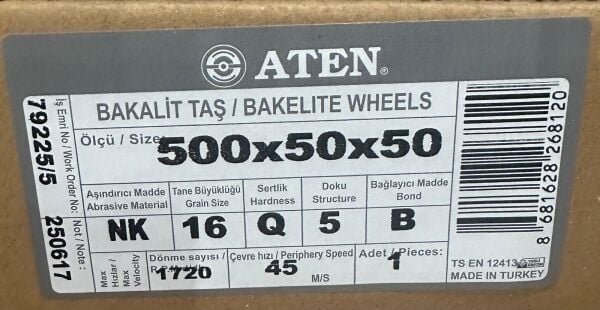 ATEN®
BAKALİT TAŞ / BAKELITE WHEELS
Ölçü / Size: 500x50x50
Aşındırıcı Madde
Abrasive Material
NK
Tane Büyüklüğü
Grain Size
16
Sertlik
Hardness
Q
Doku
Structure
5
Bağlayıcı Madde
Bond
B
Max
Hızlar /
Max
Velocity
Dönme sayısı /
1720
Çevre hızı / Periphery Speed
45
M/S
Adet / Pieces:
1
İş Emri No / Work Order No: Not / Note :
79225/5 250617
8 681628 268120
TS EN 12413
MADE IN TURKEY